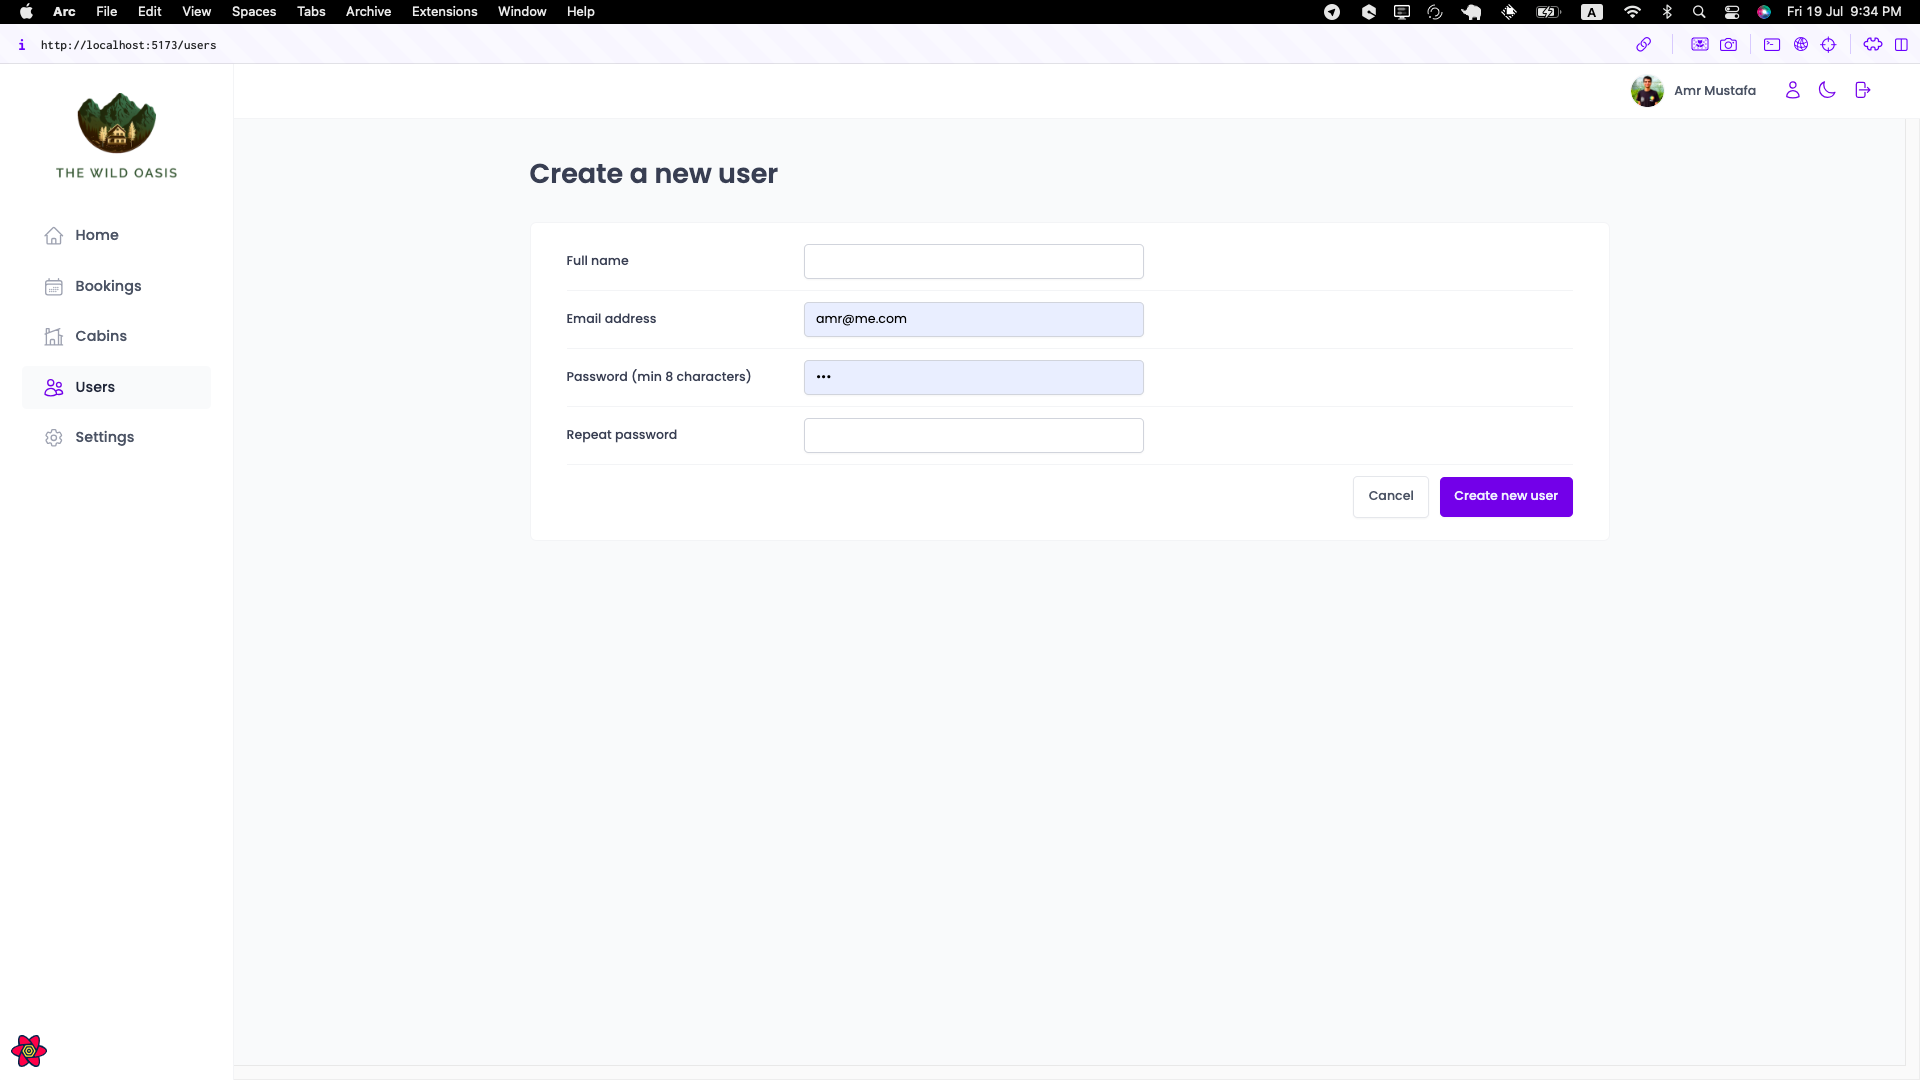 Arc File Edit View Spaces Tabs Archive Extensions Window Help A Fri 19 Jul 9:34 PM
http://localhost:5173/users
Amr Mustafa
THE WILD OASIS
Home
Bookings
Cabins
Users
Settings
Create a new user
Full name
Email address amr@me.com
Password (min 8 characters) •••
Repeat password
Cancel Create new user